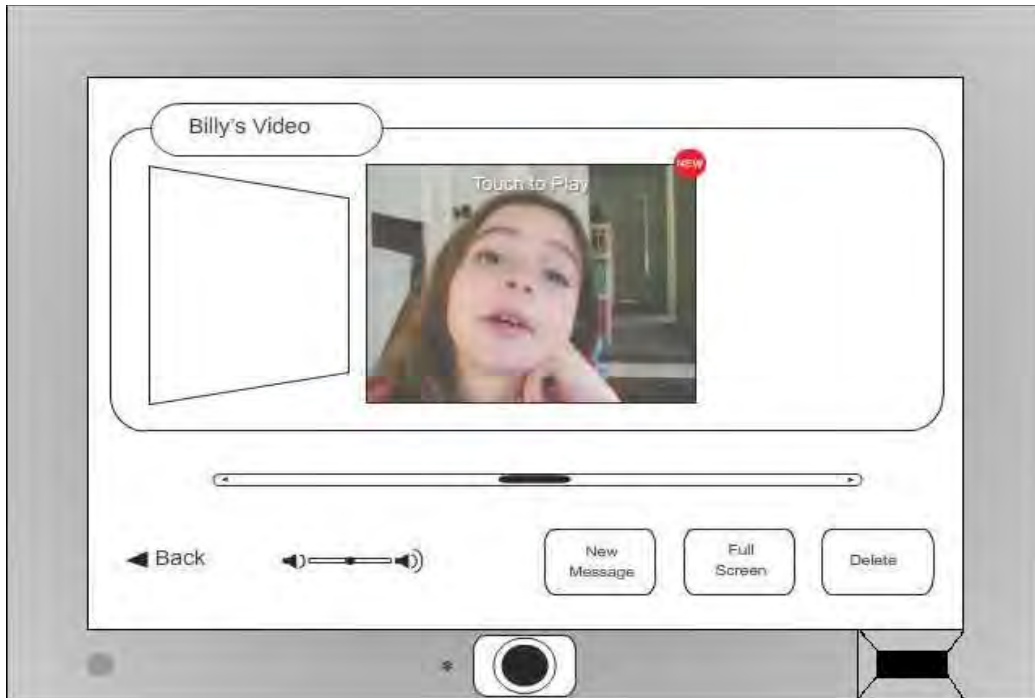 Billy's Video
NEW
Touch to Play
Back
New
Message
Full
Screen
Delete